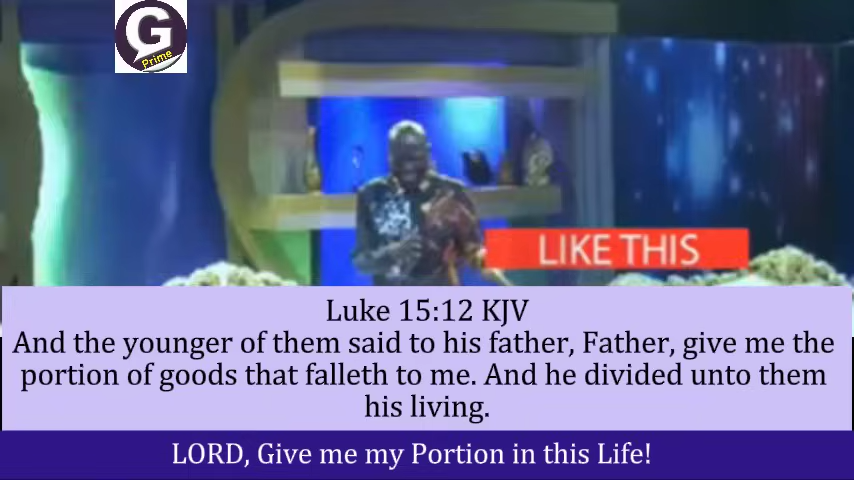 G
Prime
LIKE THIS
Luke 15:12 KJV
And the younger of them said to his father, Father, give me the
portion of goods that falleth to me. And he divided unto them
his living.
LORD, Give me my Portion in this Life!